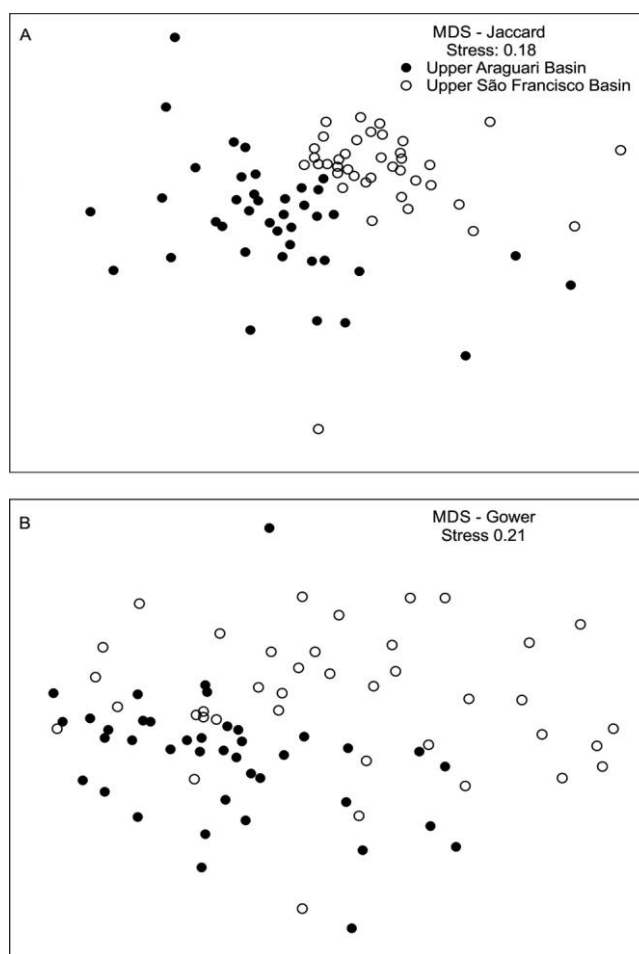 A
MDS - Jaccard
Stress: 0.18
Upper Araguari Basin
Upper São Francisco Basin
B
MDS - Gower
Stress 0.21